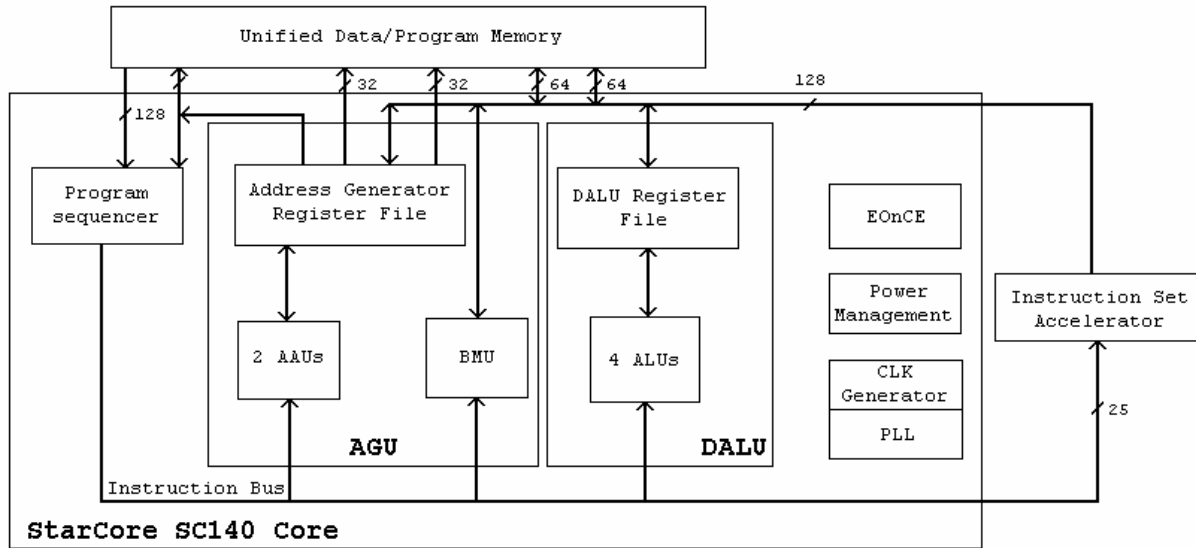 Unified Data/Program Memory
32
32
64
64
128
128
Program
sequencer
Address Generator
Register File
DALU Register
File
EOnCE
Power
Management
Instruction Set
Accelerator
2 AAUs
BMU
4 ALUs
CLK
Generator
PLL
25
AGU
DALU
Instruction Bus
StarCore SC140 Core